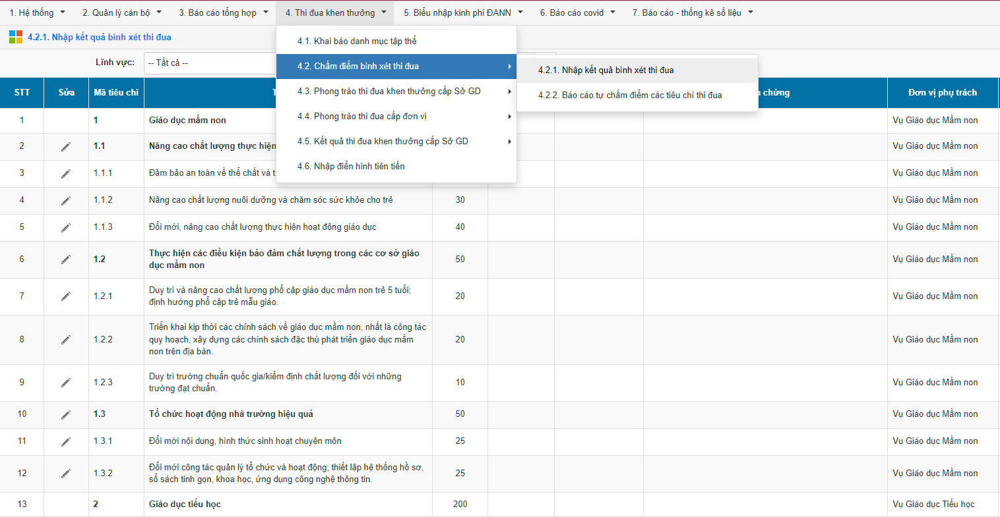 1. Hệ thống 2. Quản lý cán bộ 3. Báo cáo tổng hợp 4. Thi đua khen thưởng 5. Biểu nhập kinh phí ĐANN 6. Báo cáo covid 7. Báo cáo - thống kê số liệu
4.2.1. Nhập kết quả bình xét thi đua
4.1. Khai báo danh mục tập thể
4.2. Chấm điểm bình xét thi đua
4.3. Phong trào thi đua khen thưởng cấp Sở GD
4.4. Phong trào thi đua cấp đơn vị
4.5. Kết quả thi đua khen thưởng cấp Sở GD
4.6. Nhập điển hình tiên tiến
4.2.1. Nhập kết quả bình xét thi đua
4.2.2. Báo cáo tự chấm điểm các tiêu chí thi đua
Lĩnh vực: -- Tất cả --
STT Sửa Mã tiêu chí chứng Đơn vị phụ trách
1 1 Giáo dục mầm non Vụ Giáo dục Mầm non
2 1.1 Nâng cao chất lượng thực hiện Vụ Giáo dục Mầm non
3 1.1.1 Đảm bảo an toàn về thể chất và Vụ Giáo dục Mầm non
4 1.1.2 Nâng cao chất lượng nuôi dưỡng và chăm sóc sức khỏe cho trẻ 30 Vụ Giáo dục Mầm non
5 1.1.3 Đổi mới, nâng cao chất lượng thực hiện hoạt động giáo dục 40 Vụ Giáo dục Mầm non
6 1.2 Thực hiện các điều kiện bảo đảm chất lượng trong các cơ sở giáo
dục mầm non 50 Vụ Giáo dục Mầm non
7 1.2.1 Duy trì và nâng cao chất lượng phổ cập giáo dục mầm non trẻ 5 tuổi;
định hướng phổ cập trẻ mẫu giáo. 20 Vụ Giáo dục Mầm non
8 1.2.2 Triển khai kịp thời các chính sách về giáo dục mầm non, nhất là công tác
quy hoạch, xây dựng các chính sách đặc thù phát triển giáo dục mầm
non trên địa bàn. 20 Vụ Giáo dục Mầm non
9 1.2.3 Duy trì trường chuẩn quốc gia/kiểm định chất lượng đối với những
trường đạt chuẩn. 10 Vụ Giáo dục Mầm non
10 1.3 Tổ chức hoạt động nhà trường hiệu quả 50 Vụ Giáo dục Mầm non
11 1.3.1 Đổi mới nội dung, hình thức sinh hoạt chuyên môn 25 Vụ Giáo dục Mầm non
12 1.3.2 Đổi mới công tác quản lý tổ chức và hoạt động; thiết lập hệ thống hồ sơ,
sổ sách tinh gọn, khoa học, ứng dụng công nghệ thông tin. 25 Vụ Giáo dục Mầm non
13 2 Giáo dục tiểu học 200 Vụ Giáo dục Tiểu học